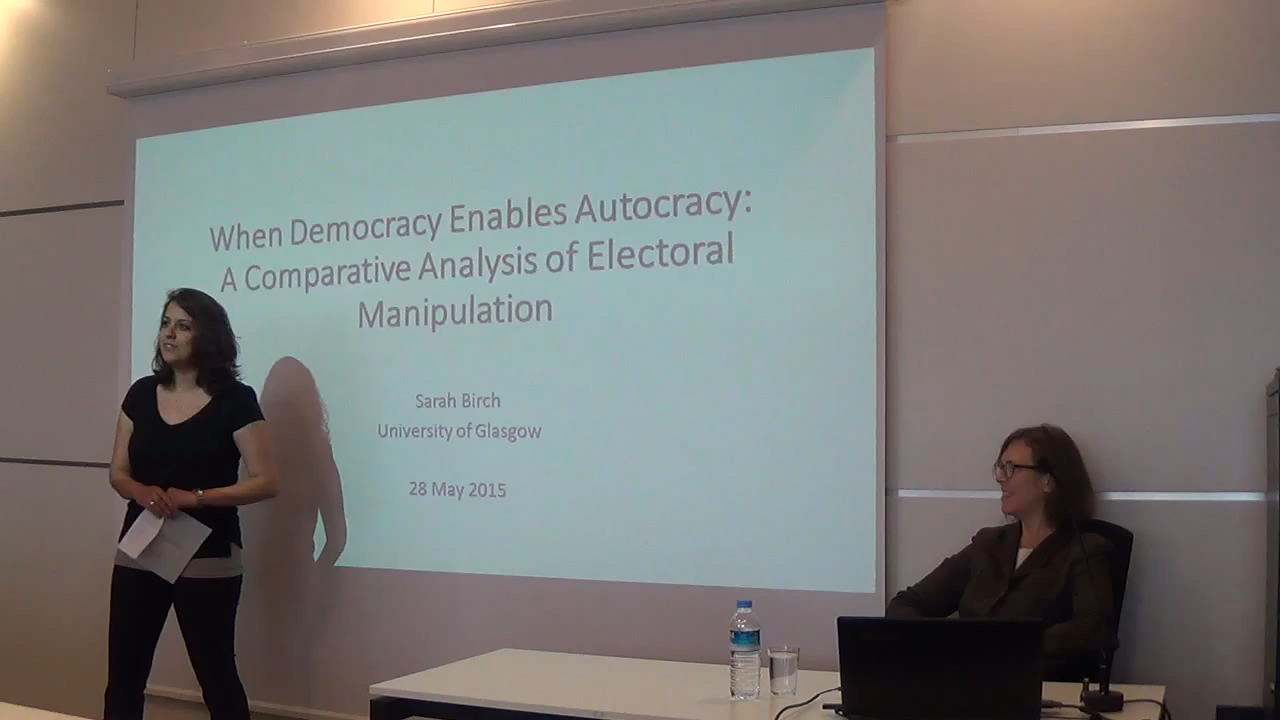 When Democracy Enables Autocracy:
A Comparative Analysis of Electoral
Manipulation
Sarah Birch
University of Glasgow
28 May 2015